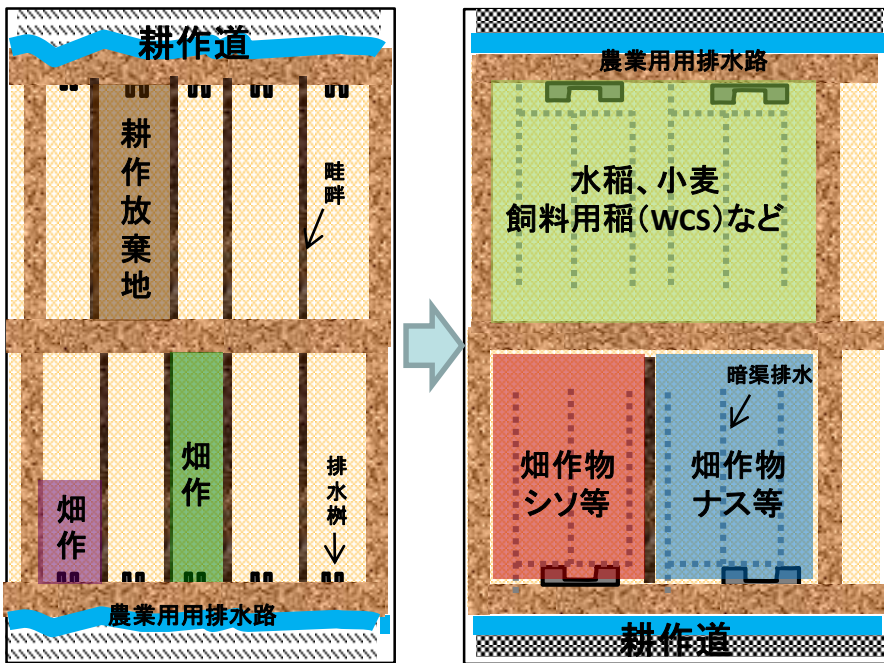 耕作道
耕作放棄地
畦畔
畑作
畑作
排水桝
農業用用排水路
農業用用排水路
水稲、小麦
飼料用稲（WCS）など
暗渠排水
畑作物
シソ等
畑作物
ナス等
耕作道